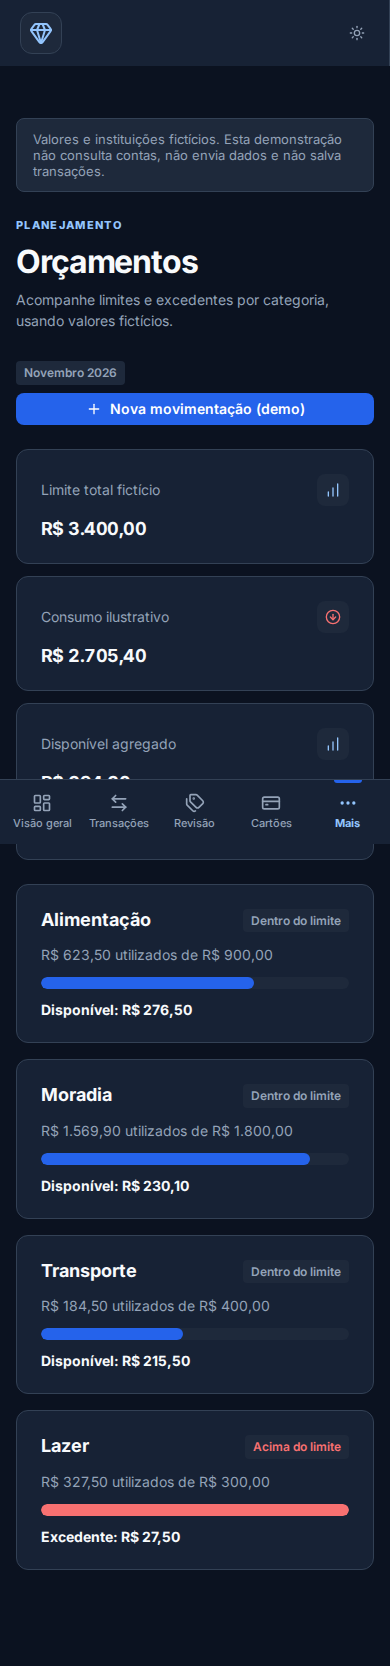 Valores e instituições fictícios. Esta demonstração
não consulta contas, não envia dados e não salva
transações.
PLANEJAMENTO
Orçamentos
Acompanhe limites e excedentes por categoria,
usando valores fictícios.
Novembro 2026
Nova movimentação (demo)
Limite total fictício
R$ 3.400,00
Consumo ilustrativo
R$ 2.705,40
Disponível agregado
Visão geral
Transações
Revisão
Cartões
Mais
Alimentação
Dentro do limite
R$ 623,50 utilizados de R$ 900,00
Disponível: R$ 276,50
Moradia
Dentro do limite
R$ 1.569,90 utilizados de R$ 1.800,00
Disponível: R$ 230,10
Transporte
Dentro do limite
R$ 184,50 utilizados de R$ 400,00
Disponível: R$ 215,50
Lazer
Acima do limite
R$ 327,50 utilizados de R$ 300,00
Excedente: R$ 27,50